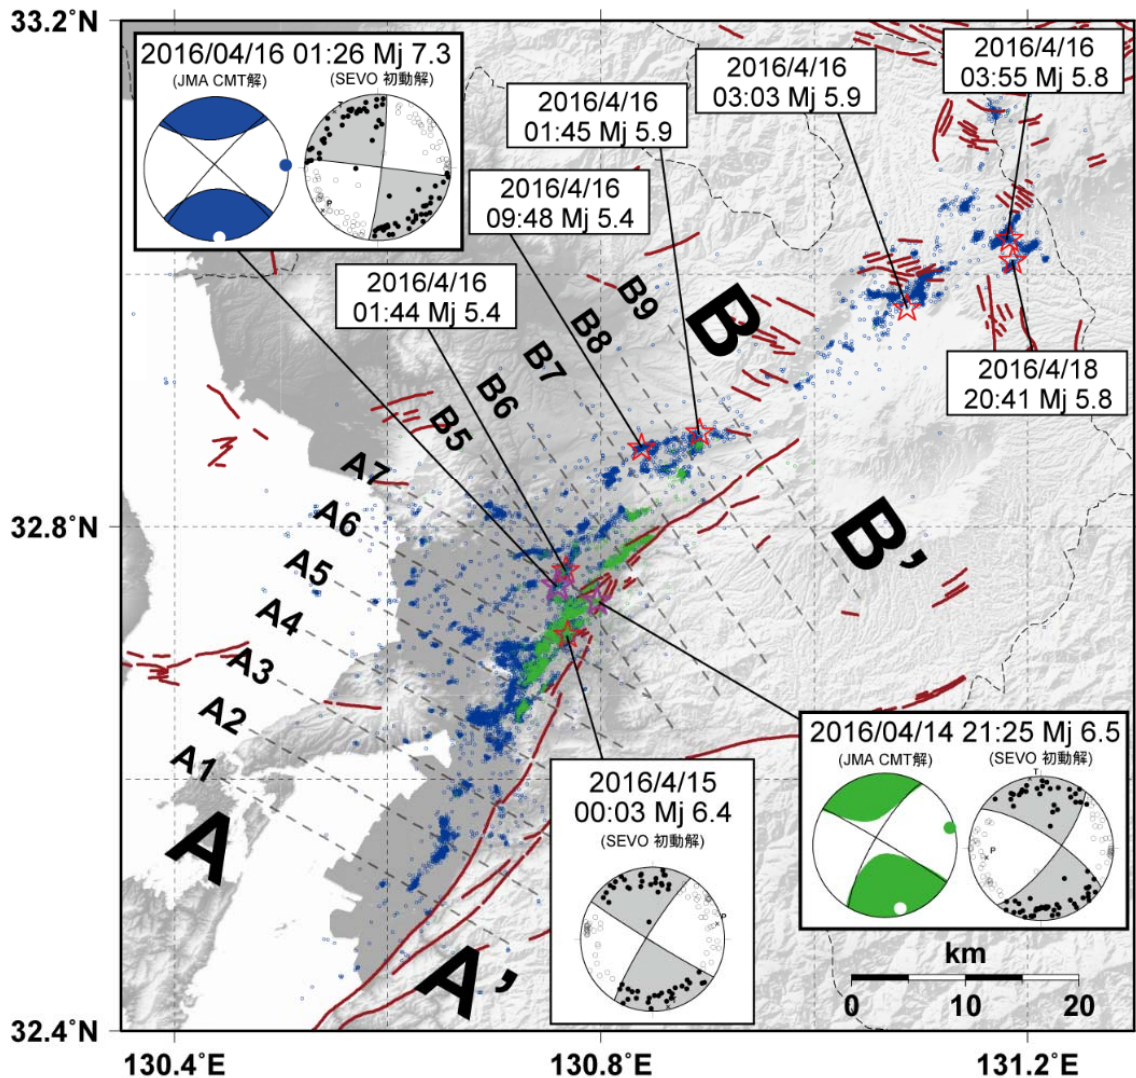 33.2°N
32.8°N
32.4°N
130.4°E
130.8°E
131.2°E
2016/04/16 01:26 Mj 7.3
(JMA CMT解)
(SEVO 初動解)
P
2016/4/16
01:45 Mj 5.9
2016/4/16
03:03 Mj 5.9
2016/4/16
03:55 Mj 5.8
2016/4/16
09:48 Mj 5.4
2016/4/16
01:44 Mj 5.4
2016/4/18
20:41 Mj 5.8
B9
B8
B7
B6
B5
B
B’
A7
A6
A5
A4
A3
A2
A1
A
A’
2016/4/15
00:03 Mj 6.4
(SEVO 初動解)
P
2016/04/14 21:25 Mj 6.5
(JMA CMT解)
(SEVO 初動解)
T
P
km
0
10
20